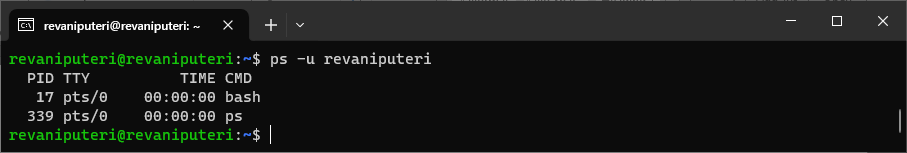 revaniputeri@revaniputeri: ~
revaniputeri@revaniputeri:~$ ps -u revaniputeri
  PID TTY          TIME CMD
   17 pts/0    00:00:00 bash
  339 pts/0    00:00:00 ps
revaniputeri@revaniputeri:~$